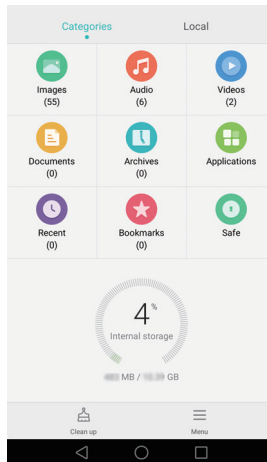 Categories Local
Images Audio Videos
(55) (6) (2)
Documents Archives Applications
(0) (0)
Recent Bookmarks Safe
(0) (0)
4%
Internal storage
MB / GB
Clean up Menu